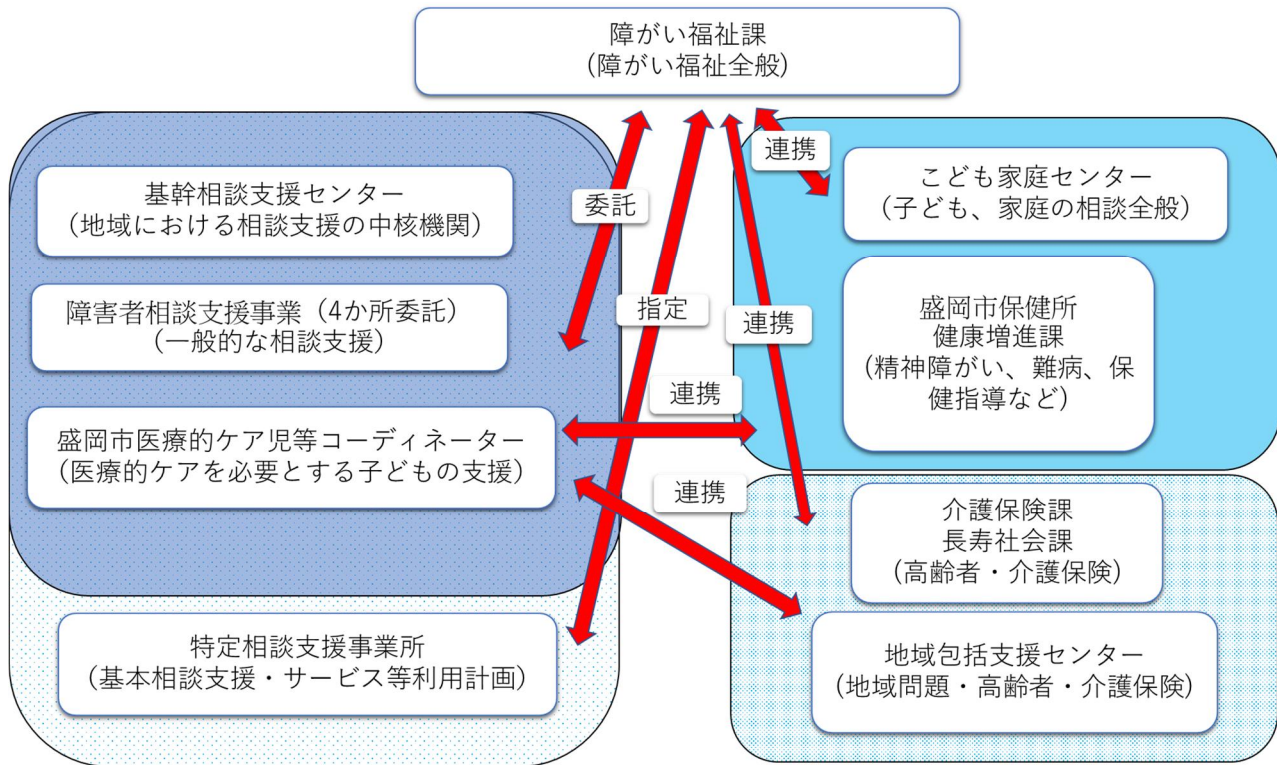 障がい福祉課
(障がい福祉全般)
基幹相談支援センター
(地域における相談支援の中核機関)
障害者相談支援事業(4か所委託)
(一般的な相談支援)
盛岡市医療的ケア児等コーディネーター
(医療的ケアを必要とする子どもの支援)
特定相談支援事業所
(基本相談支援・サービス等利用計画)
委託
指定
連携
連携
連携
連携
こども家庭センター
(子ども、家庭の相談全般)
盛岡市保健所
健康増進課
(精神障がい、難病、保
健指導など)
介護保険課
長寿社会課
(高齢者・介護保険)
地域包括支援センター
(地域問題・高齢者・介護保険)